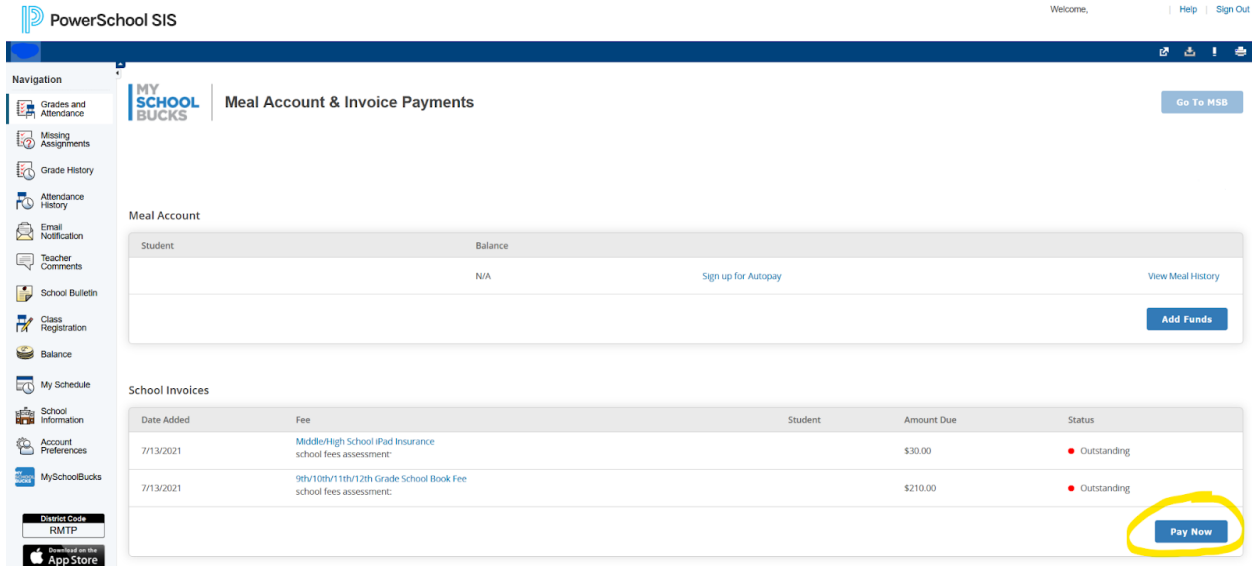 PowerSchool SIS
Welcome, | Help | Sign Out
Navigation
Grades and
Attendance
Missing
Assignments
Grade History
Attendance
History
Email
Notification
Teacher
Comments
School Bulletin
Class
Registration
Balance
My Schedule
School
Information
Account
Preferences
MY
SCHOOL
BUCKS
MySchoolBucks
District Code
RMTP
Download on the
App Store
MY
SCHOOL
BUCKS
Meal Account & Invoice Payments
Go To MSB
Meal Account
Student Balance
N/A Sign up for Autopay View Meal History
Add Funds
School Invoices
Date Added Fee Student Amount Due Status
7/13/2021 Middle/High School iPad Insurance $30.00 Outstanding
school fees assessment:
7/13/2021 9th/10th/11th/12th Grade School Book Fee $210.00 Outstanding
school fees assessment:
Pay Now